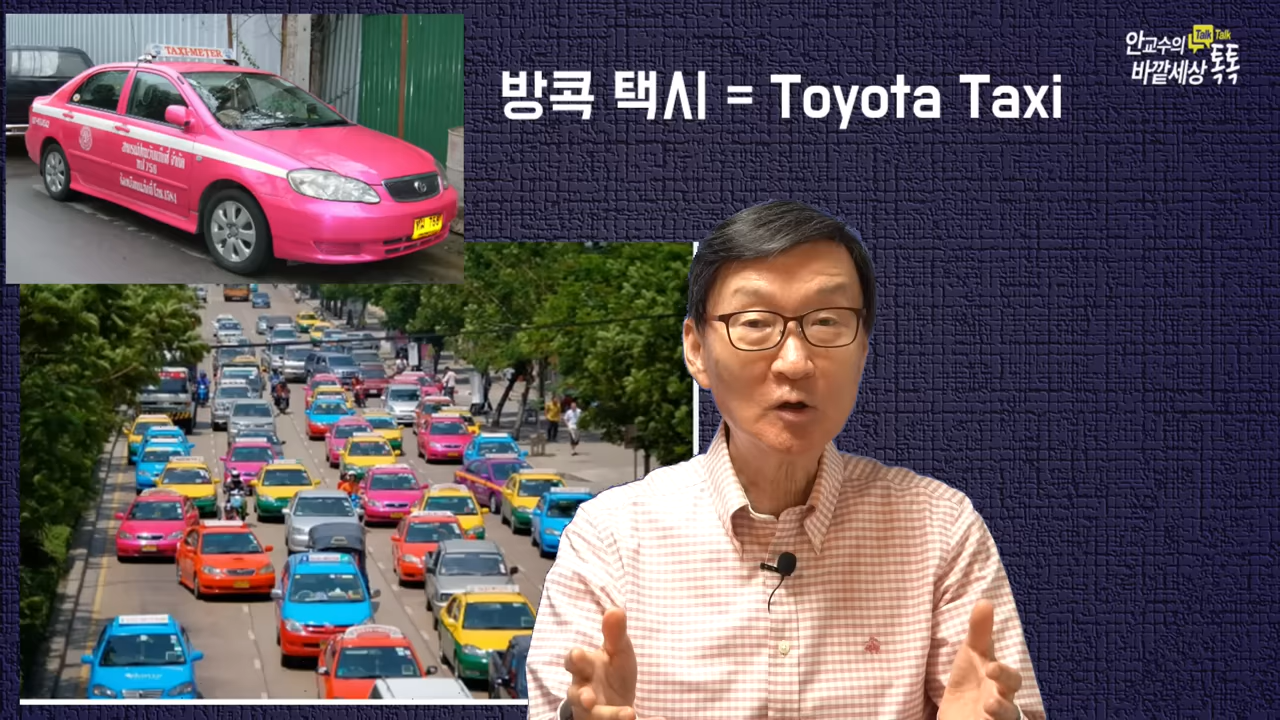 방콕 택시 = Toyota Taxi
안교수의
Talk Talk
바깥세상 톡톡
TAXI-METER